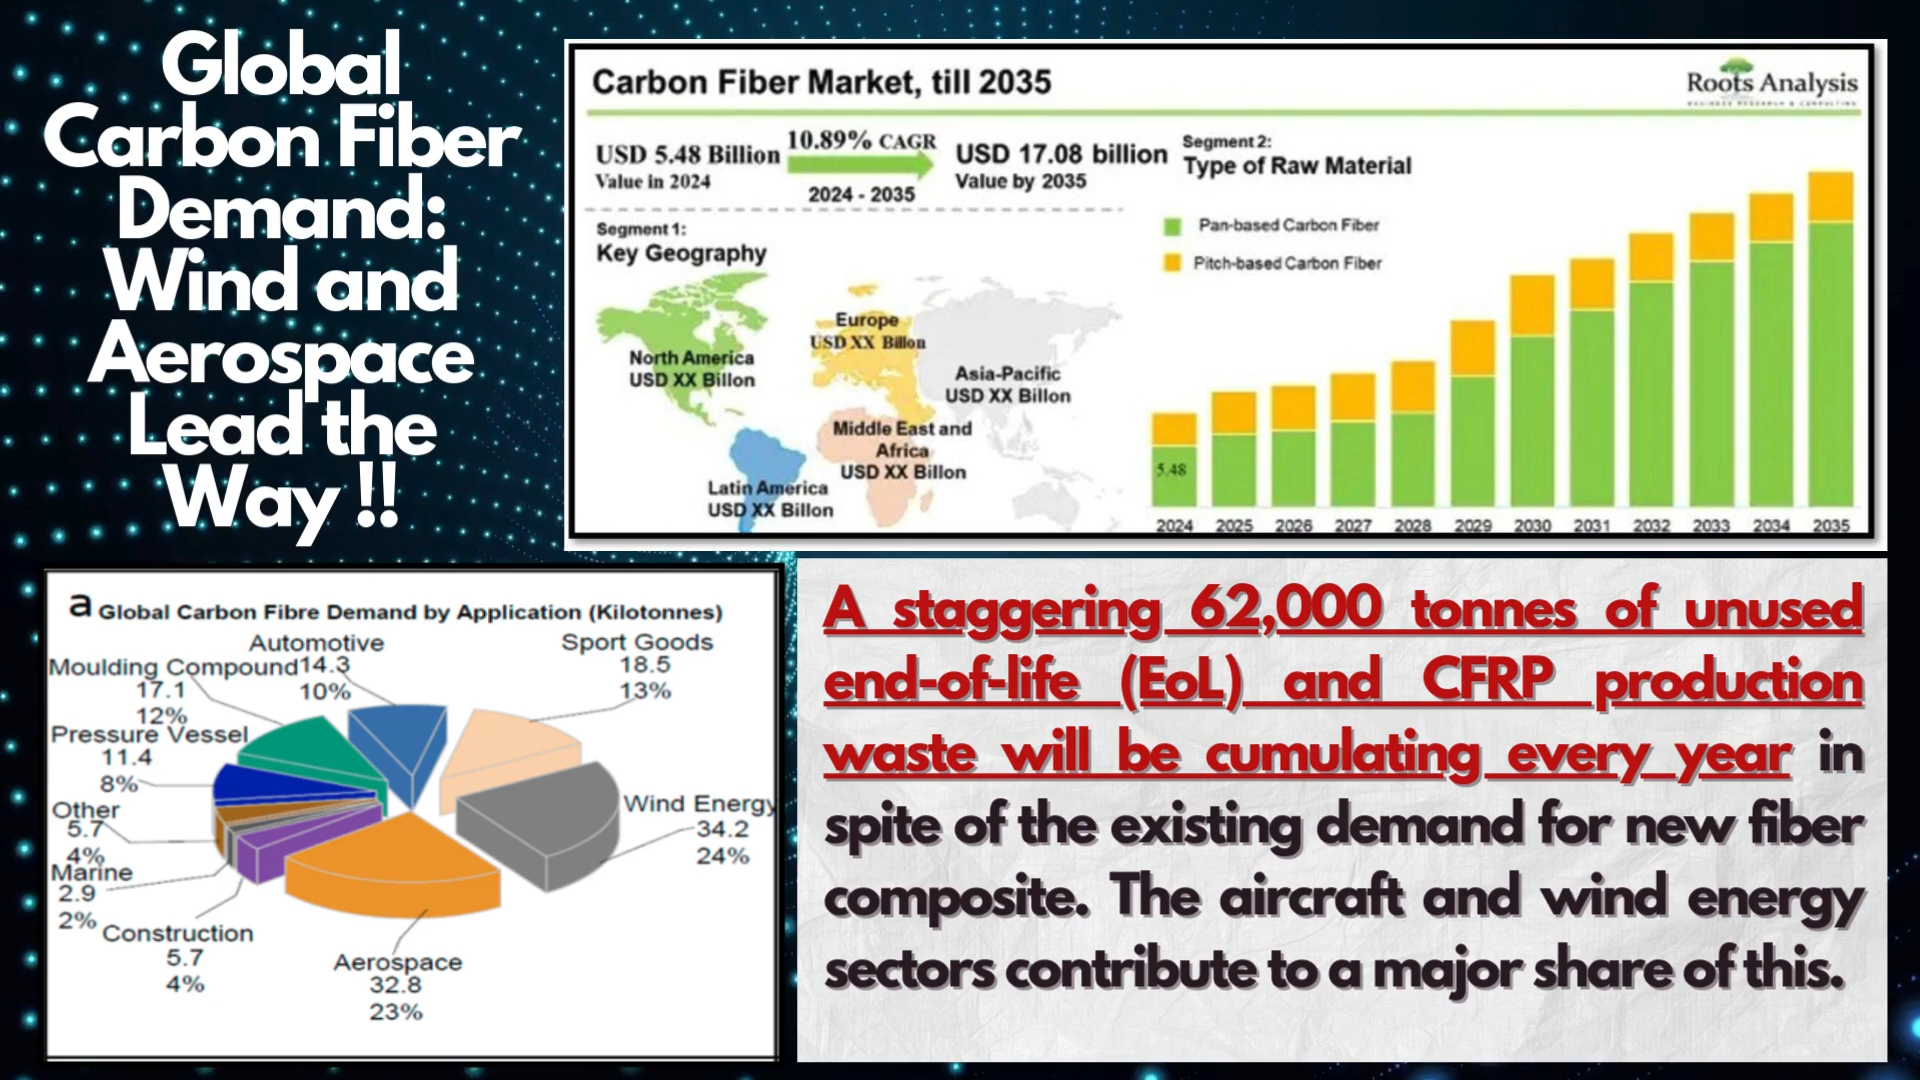 Global
Carbon Fiber
Demand:
Wind and
Aerospace
Lead the
Way !!
Carbon Fiber Market, till 2035
Roots Analysis
BUSINESS RESEARCH & CONSULTING
USD 5.48 Billion
Value in 2024
10.89% CAGR
2024 - 2035
USD 17.08 billion
Value by 2035
Segment 1:
Key Geography
North America
USD XX Billon
Europe
USD XX Billon
Asia-Pacific
USD XX Billon
Middle East and
Africa
USD XX Billon
Latin America
USD XX Billon
Segment 2:
Type of Raw Material
Pan-based Carbon Fiber
Pitch-based Carbon Fiber
5.48
2024 2025 2026 2027 2028 2029 2030 2031 2032 2033 2034 2035
a Global Carbon Fibre Demand by Application (Kilotonnes)
Automotive
14.3
10%
Sport Goods
18.5
13%
Moulding Compound
17.1
12%
Pressure Vessel
11.4
8%
Wind Energy
34.2
24%
Other
5.7
4%
Marine
2.9
2%
Construction
5.7
4%
Aerospace
32.8
23%
A staggering 62,000 tonnes of unused
end-of-life (EoL) and CFRP production
waste will be cumulating every year in
spite of the existing demand for new fiber
composite. The aircraft and wind energy
sectors contribute to a major share of this.